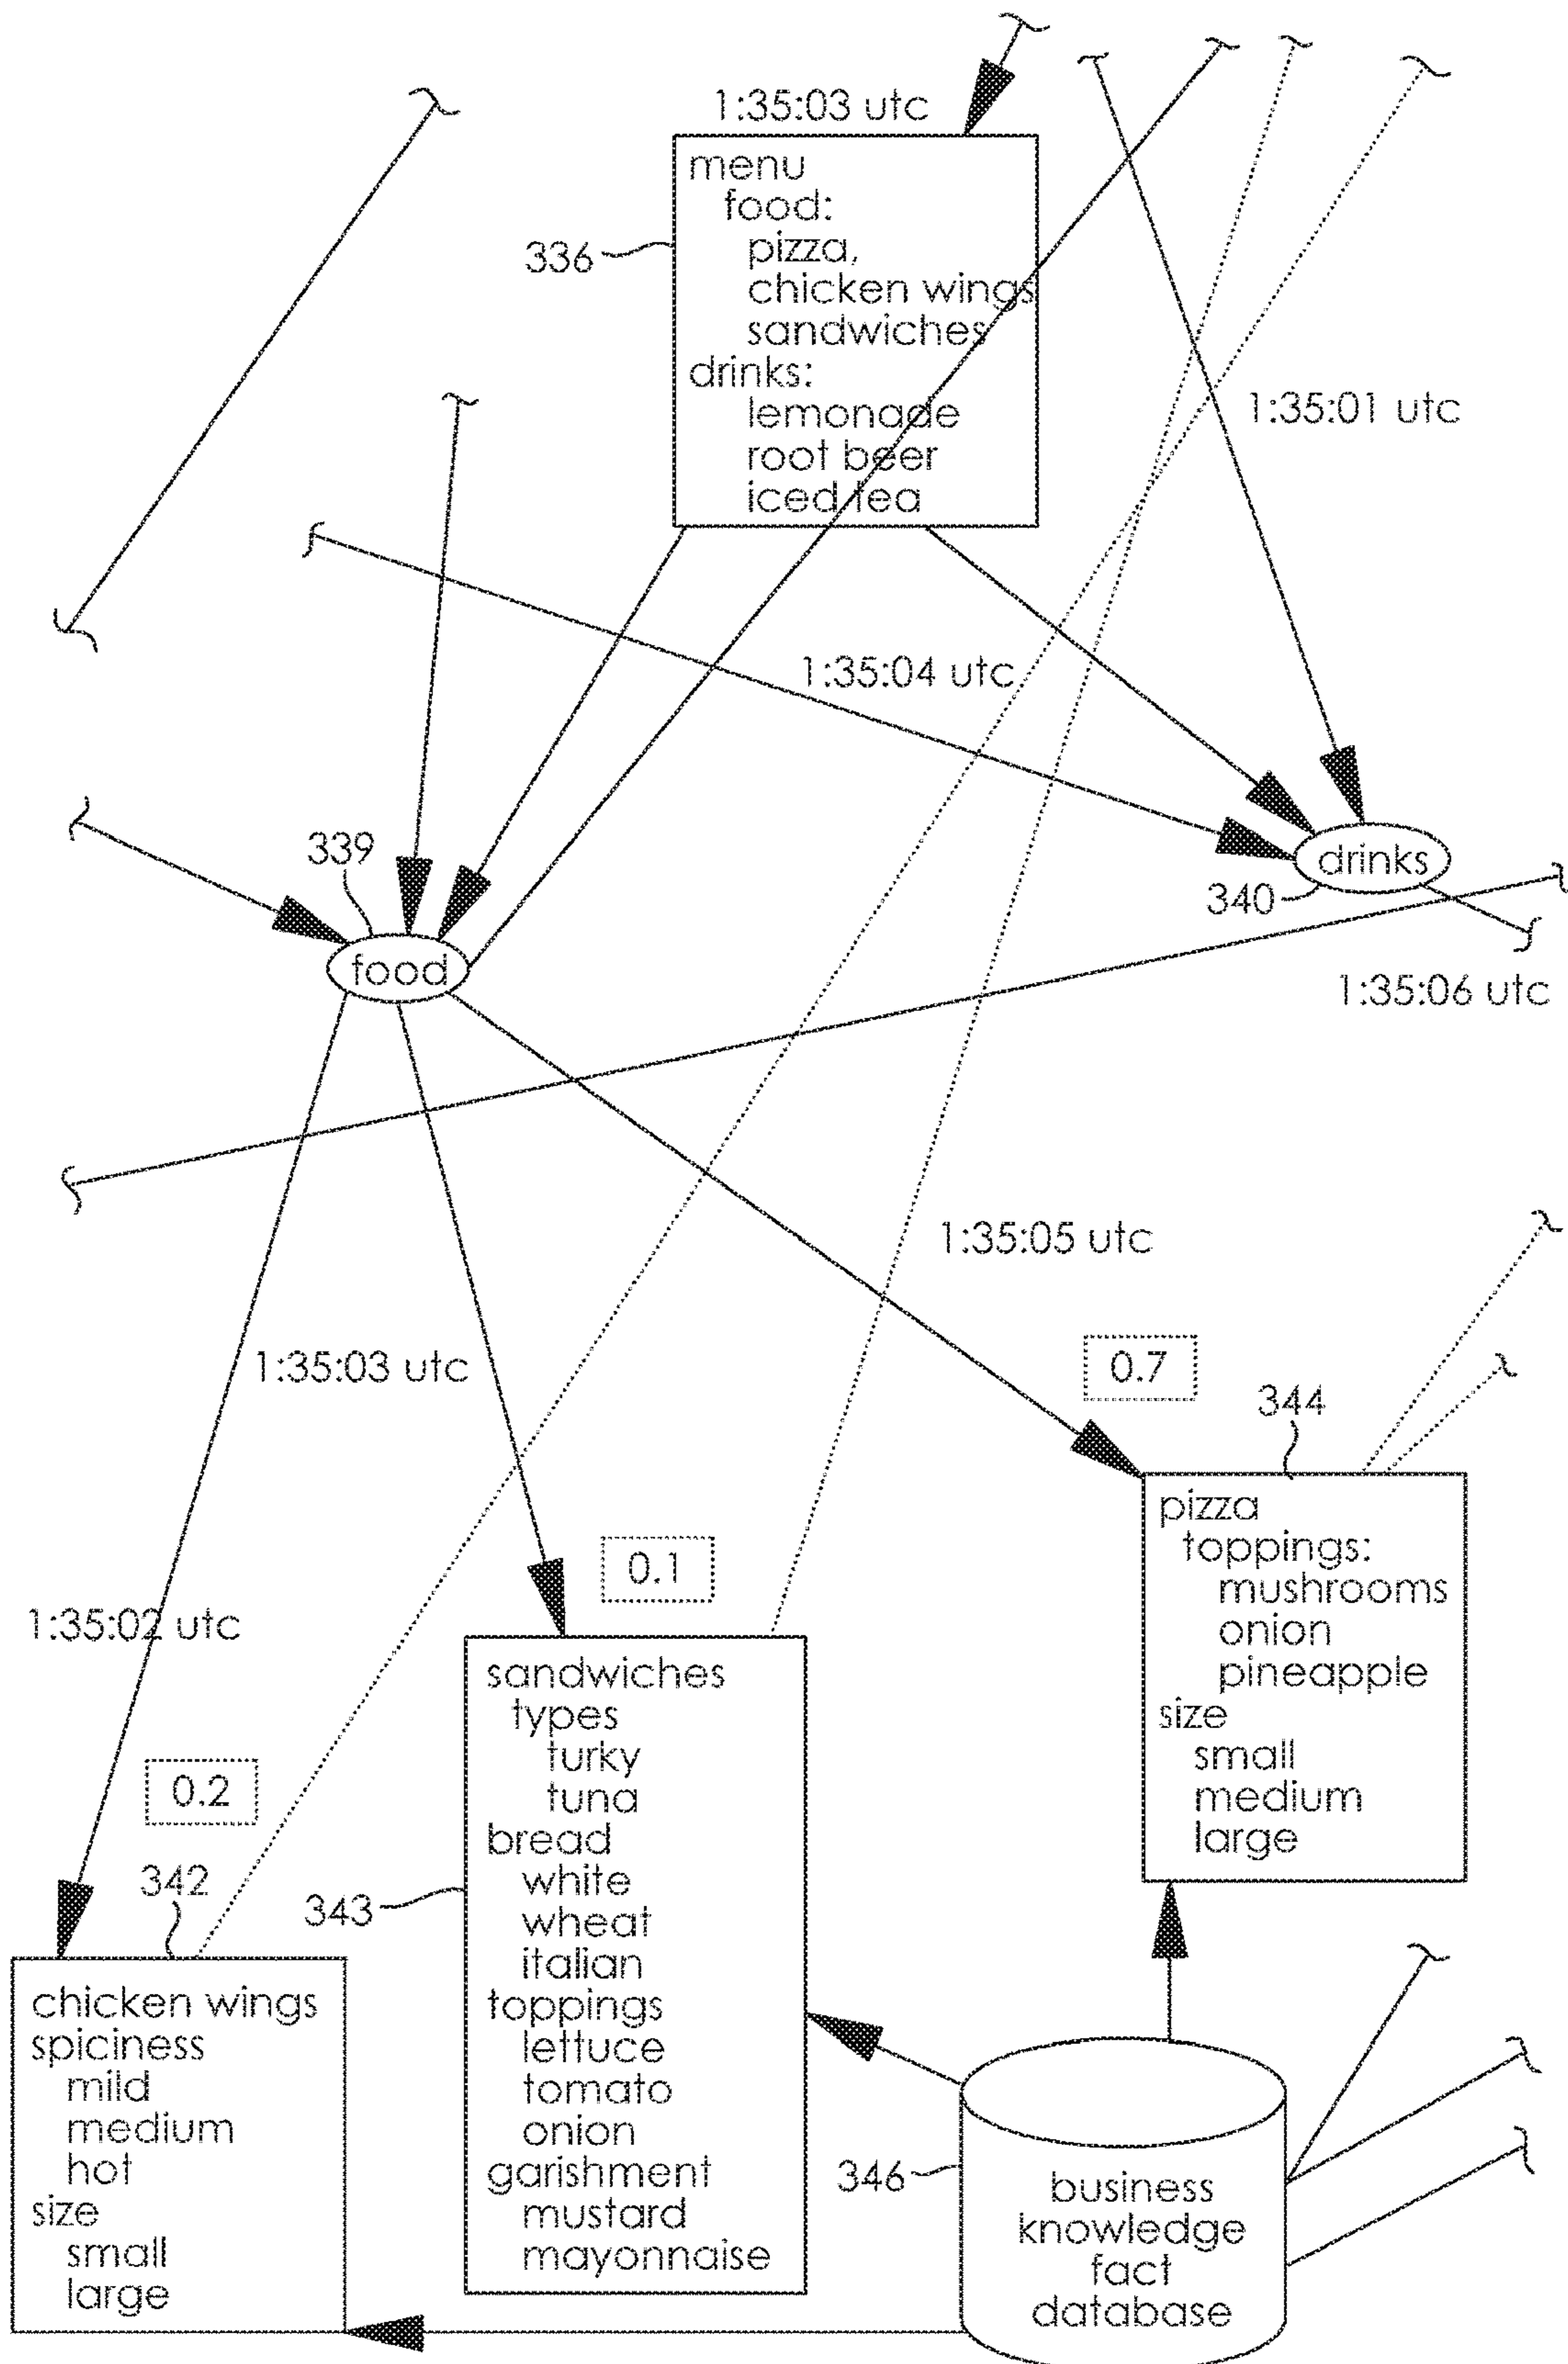 1:35:03 utc
menu
food:
pizza,
chicken wings
sandwiches
drinks:
lemonade
root beer
iced tea
336
1:35:01 utc
1:35:04 utc
339
food
drinks
340
1:35:06 utc
1:35:05 utc
1:35:03 utc
0.7
344
pizza
toppings:
mushrooms
onion
pineapple
size
small
medium
large
0.1
1:35:02 utc
sandwiches
types
turky
tuna
bread
white
wheat
italian
toppings
lettuce
tomato
onion
garishment
mustard
mayonnaise
0.2
342
343
chicken wings
spiciness
mild
medium
hot
size
small
large
346
business
knowledge
fact
database